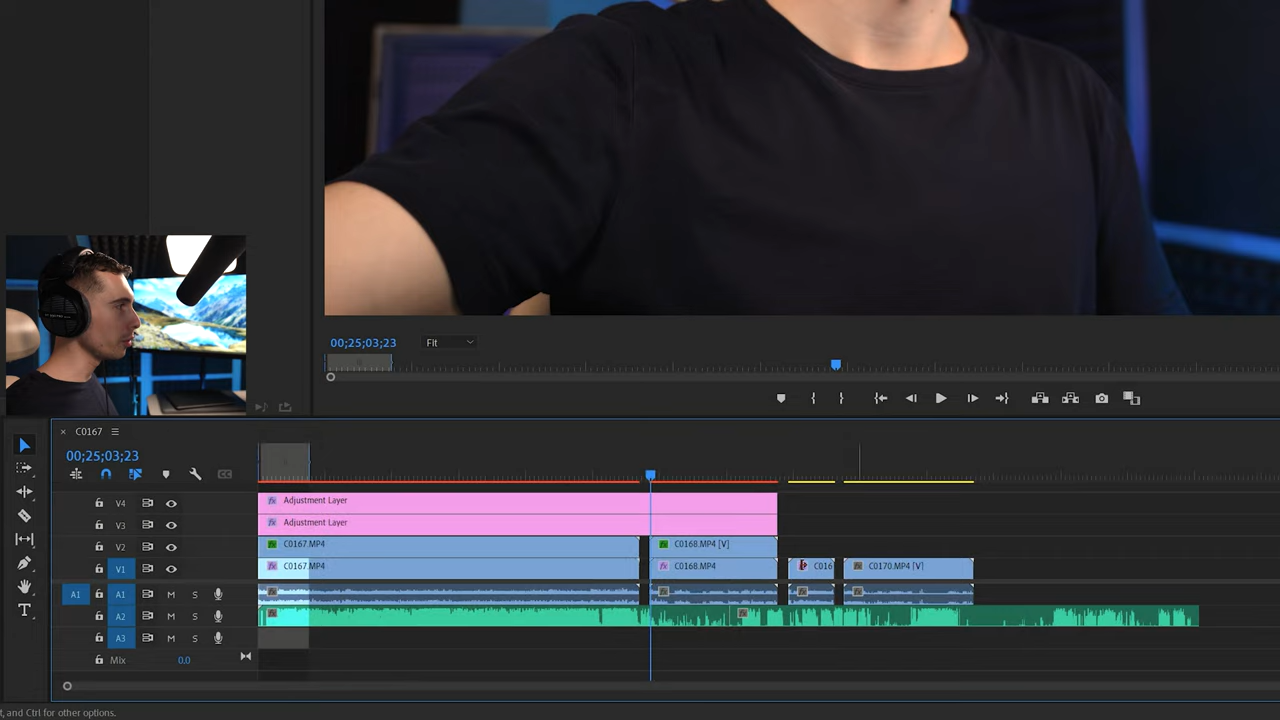 00;25;03;23
Fit
× C0167
00;25;03;23
V4
Adjustment Layer
V3
Adjustment Layer
V2
C0167.MP4
C0168.MP4 [V]
V1
C0167.MP4
C0168.MP4
C016
C0170.MP4 [V]
A1
A1
M
S
A2
M
S
A3
M
S
Mix
0.0
T
t, and Ctrl for other options.